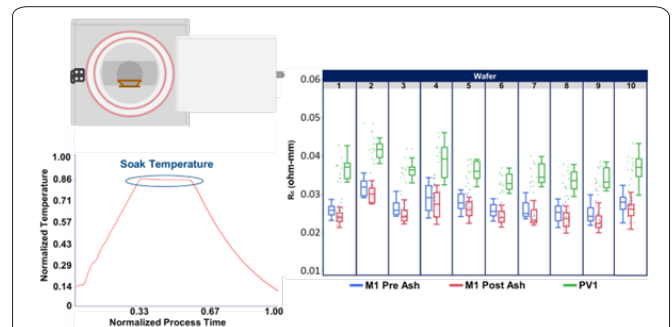 Soak Temperature
Normalized Temperature
1.00
0.86
0.71
0.57
0.43
0.29
0.14
0
0.33
0.67
1.00
Normalized Process Time
Wafer
1 2 3 4 5 6 7 8 9 10
Rc (ohm-mm)
0.06
0.05
0.04
0.03
0.02
0.01
M1 Pre Ash M1 Post Ash PV1